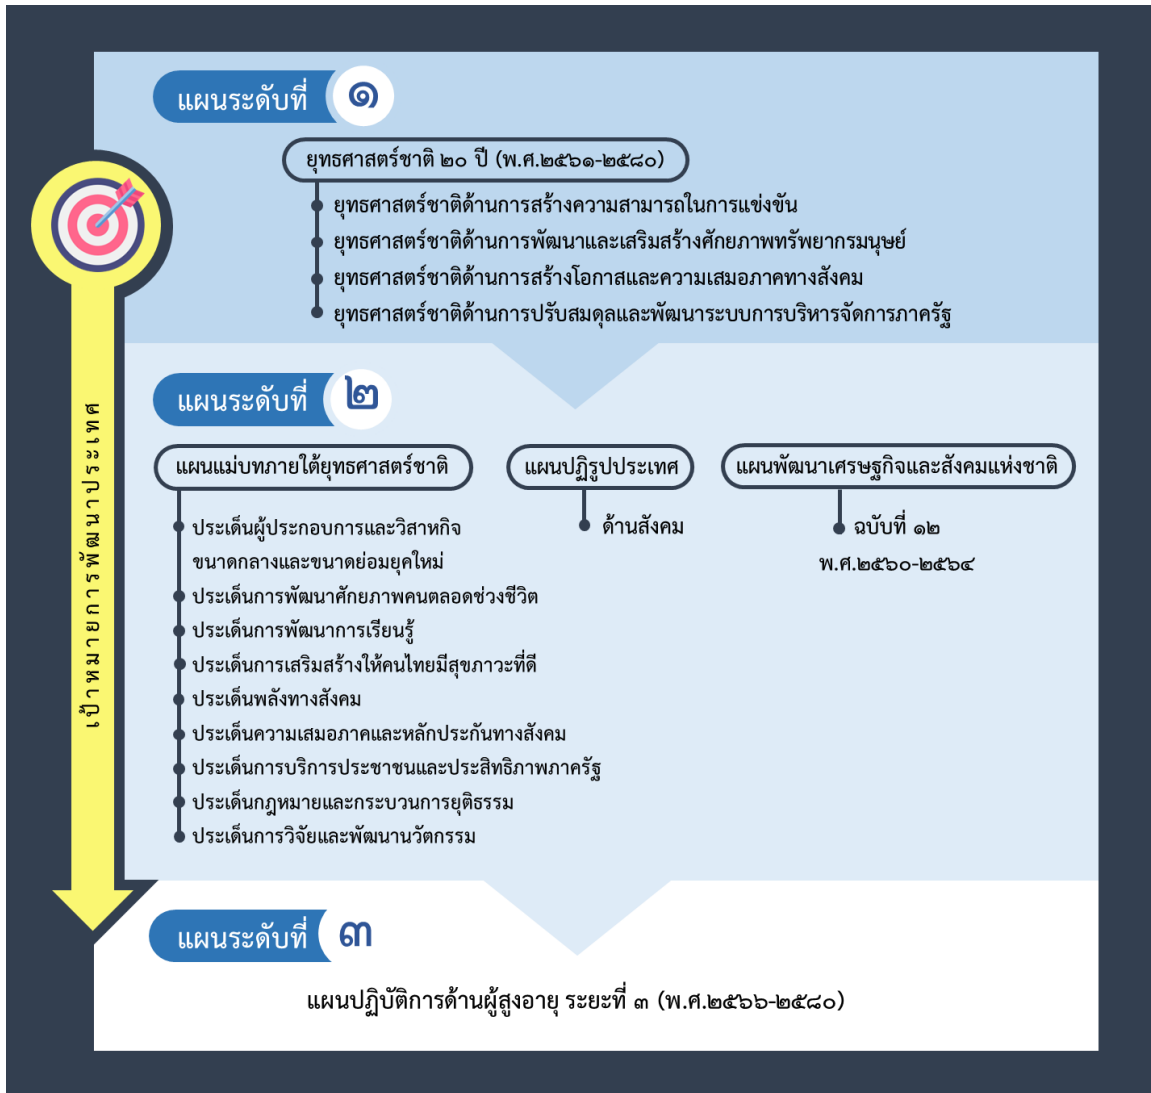 แผนระดับที่ ๑
ยุทธศาสตร์ชาติ ๒๐ ปี (พ.ศ.๒๕๖๑-๒๕๘๐)
ยุทธศาสตร์ชาติด้านการสร้างความสามารถในการแข่งขัน
ยุทธศาสตร์ชาติด้านการพัฒนาและเสริมสร้างศักยภาพทรัพยากรมนุษย์
ยุทธศาสตร์ชาติด้านการสร้างโอกาสและความเสมอภาคทางสังคม
ยุทธศาสตร์ชาติด้านการปรับสมดุลและพัฒนาระบบการบริหารจัดการภาครัฐ
เป้าหมายการพัฒนาประเทศ
แผนระดับที่ ๒
แผนแม่บทภายใต้ยุทธศาสตร์ชาติ
ประเด็นผู้ประกอบการและวิสาหกิจ
ขนาดกลางและขนาดย่อมยุคใหม่
ประเด็นการพัฒนาศักยภาพคนตลอดช่วงชีวิต
ประเด็นการพัฒนาการเรียนรู้
ประเด็นการเสริมสร้างให้คนไทยมีสุขภาวะที่ดี
ประเด็นพลังทางสังคม
ประเด็นความเสมอภาคและหลักประกันทางสังคม
ประเด็นการบริการประชาชนและประสิทธิภาพภาครัฐ
ประเด็นกฎหมายและกระบวนการยุติธรรม
ประเด็นการวิจัยและพัฒนานวัตกรรม
แผนปฏิรูปประเทศ
ด้านสังคม
แผนพัฒนาเศรษฐกิจและสังคมแห่งชาติ
ฉบับที่ ๑๒
พ.ศ.๒๕๖๐-๒๕๖๔
แผนระดับที่ ๓
แผนปฏิบัติการด้านผู้สูงอายุ ระยะที่ ๓ (พ.ศ.๒๕๖๖-๒๕๘๐)